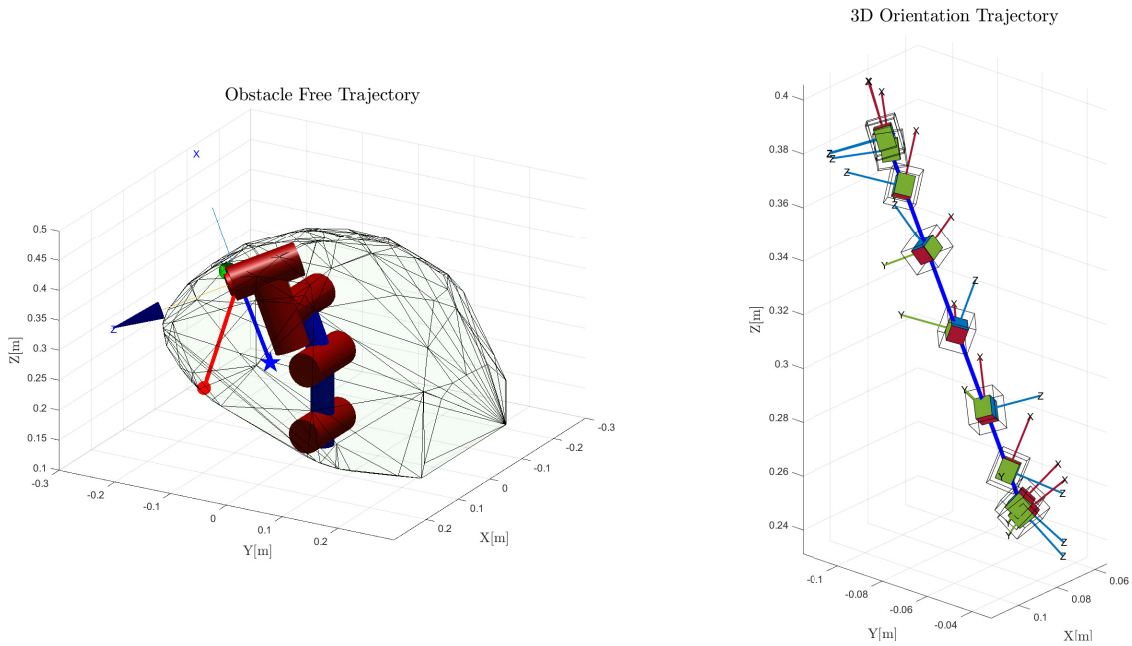 3D Orientation Trajectory
Obstacle Free Trajectory
X
Z
0.5
0.45
0.4
0.35
0.3
0.25
0.2
0.15
0.1
Z[m]
-0.3
-0.2
-0.1
0
0.1
0.2
Y[m]
0.2
0.1
0
-0.1
-0.2
-0.3
X[m]
0.4
0.38
0.36
0.34
0.32
0.3
0.28
0.26
0.24
Z[m]
X
X
Z
Z
X
Z
Z
X
Y
Z
Y
X
X
Y
Z
X
Y
X
Z
X
Y
Y
Z
Z
-0.1
-0.08
-0.06
-0.04
Y[m]
0.1
0.08
0.06
X[m]